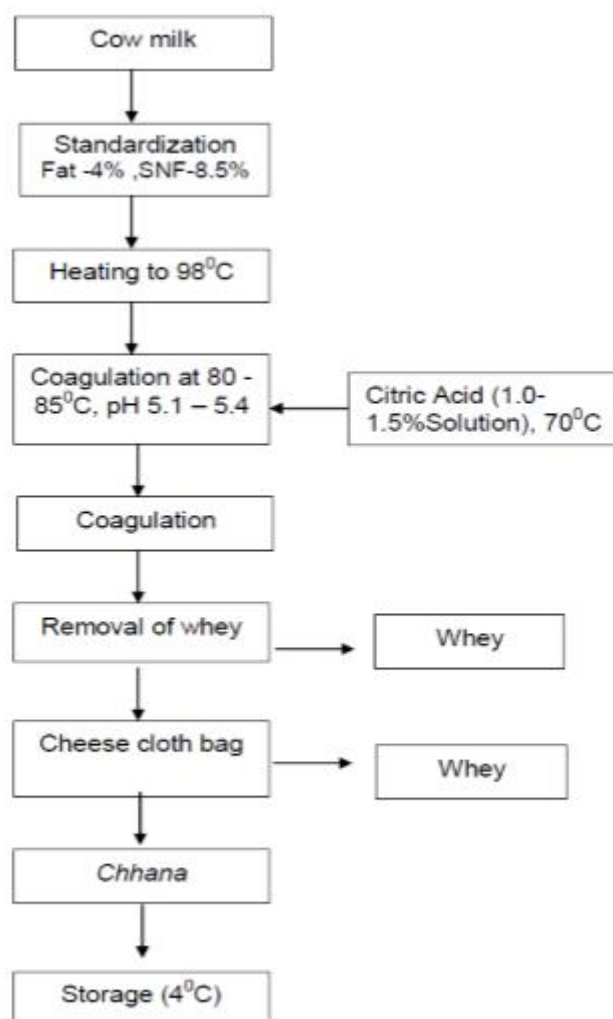 Cow milk
Standardization
Fat -4% ,SNF-8.5%
Heating to 98⁰C
Coagulation at 80 -
85⁰C, pH 5.1 – 5.4
Citric Acid (1.0-
1.5%Solution), 70⁰C
Coagulation
Removal of whey
Whey
Cheese cloth bag
Whey
Chhana
Storage (4⁰C)